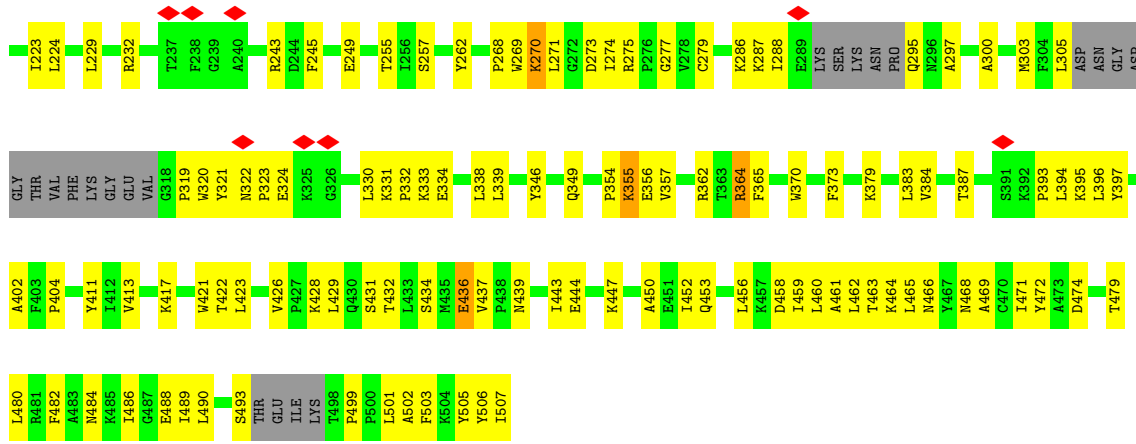 I223 L224 L229 R232 T237 F238 G239 A240 R243 D244 F245 E249 T255 I256 S257 Y262 P268 W269 K270 L271 G272 D273 I274 R275 P276 G277 V278 C279 K286 K287 I288 E289 LYS SER LYS ASN PRO Q295 N296 A297 A300 M303 F304 L305 ASP ASN GLY ASP
GLY THR VAL PHE LYS GLY GLU VAL G318 P319 W320 Y321 N322 P323 E324 K325 G326 L330 K331 P332 K333 E334 L338 L339 Y346 Q349 P354 K355 E356 V357 R362 T363 R364 F365 W370 F373 K379 L383 V384 T387 S391 K392 P393 L394 K395 L396 Y397
A402 F403 P404 Y411 I412 V413 K417 W421 T422 L423 V426 P427 K428 L429 Q430 S431 T432 L433 S434 M435 E436 V437 P438 N439 I443 E444 K447 A450 E451 I452 Q453 L456 K457 D458 I459 L460 A461 L462 T463 K464 L465 N466 Y467 N468 A469 C470 I471 Y472 A473 D474 T479
L480 R481 F482 A483 N484 K485 I486 G487 E488 I489 L490 S493 THR GLU ILE LYS T498 P499 P500 L501 A502 F503 K504 Y505 Y506 I507